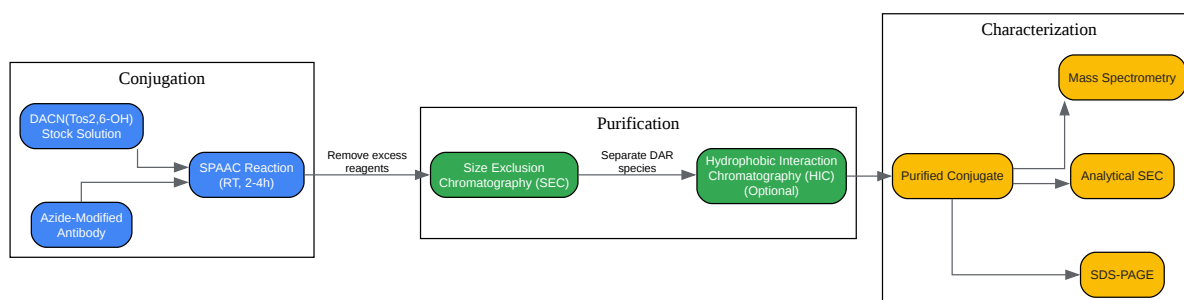 Conjugation
DACN(Tos2,6-OH)
Stock Solution
SPAAC Reaction
(RT, 2-4h)
Azide-Modified
Antibody
Remove excess
reagents
Purification
Size Exclusion
Chromatography (SEC)
Separate DAR
species
Hydrophobic Interaction
Chromatography (HIC)
(Optional)
Characterization
Purified Conjugate
Mass Spectrometry
Analytical SEC
SDS-PAGE